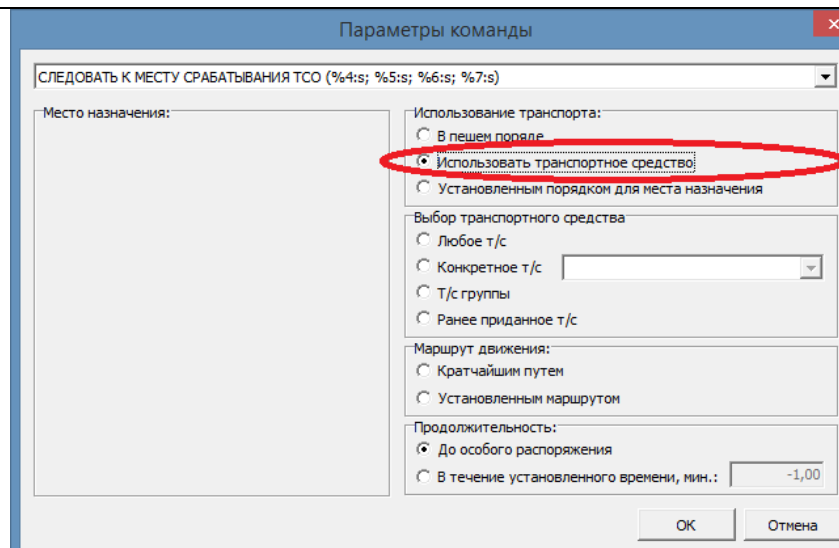 Параметры команды
СЛЕДОВАТЬ К МЕСТУ СРАБАТЫВАНИЯ ТСО (%4:s; %5:s; %6:s; %7:s)
Место назначения:
Использование транспорта:
В пешем поряде
Использовать транспортное средство
Установленным порядком для места назначения
Выбор транспортного средства
Любое т/с
Конкретное т/с
Т/с группы
Ранее приданное т/с
Маршрут движения:
Кратчайшим путем
Установленным маршрутом
Продолжительность:
До особого распоряжения
В течение установленного времени, мин.: -1,00
ОК Отмена